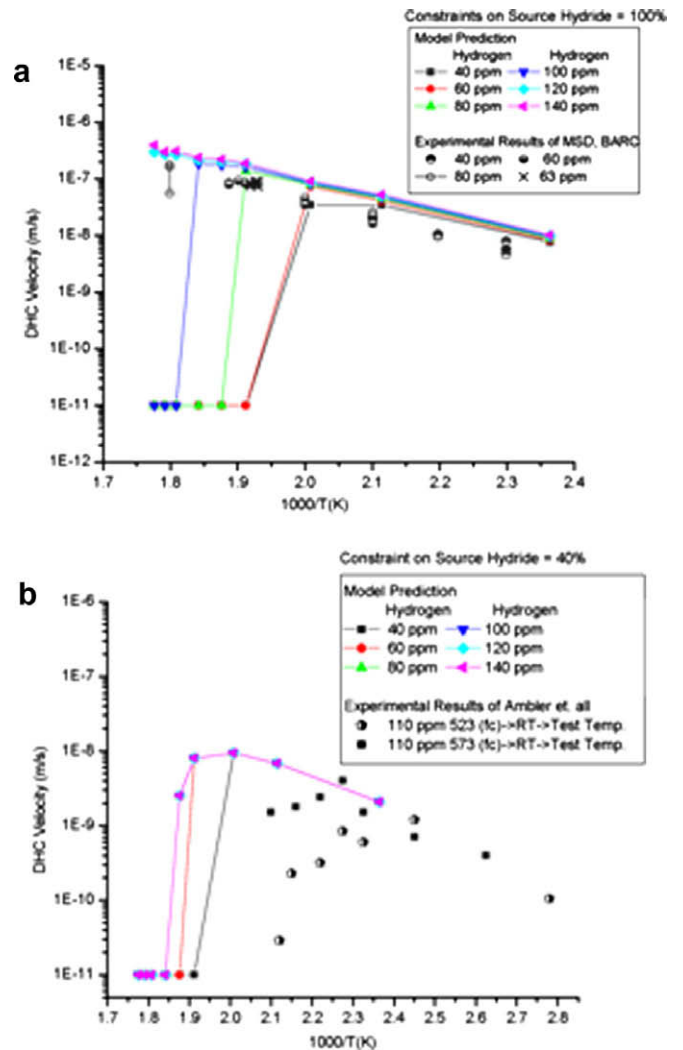 Constraints on Source Hydride = 100%
a
Model Prediction
Hydrogen Hydrogen
40 ppm 100 ppm
60 ppm 120 ppm
80 ppm 140 ppm
Experimental Results of MSD, BARC
40 ppm 60 ppm
80 ppm 63 ppm
1E-5
1E-6
1E-7
1E-8
1E-9
1E-10
1E-11
1E-12
DHC Velocity (m/s)
1.7 1.8 1.9 2.0 2.1 2.2 2.3 2.4
1000/T(K)
Constraint on Source Hydride = 40%
b
Model Prediction
Hydrogen Hydrogen
40 ppm 100 ppm
60 ppm 120 ppm
80 ppm 140 ppm
Experimental Results of Ambler et. all
110 ppm 523 (fc)->RT->Test Temp.
110 ppm 573 (fc)->RT->Test Temp.
1E-6
1E-7
1E-8
1E-9
1E-10
1E-11
DHC Velocity (m/s)
1.7 1.8 1.9 2.0 2.1 2.2 2.3 2.4 2.5 2.6 2.7 2.8
1000/T(K)